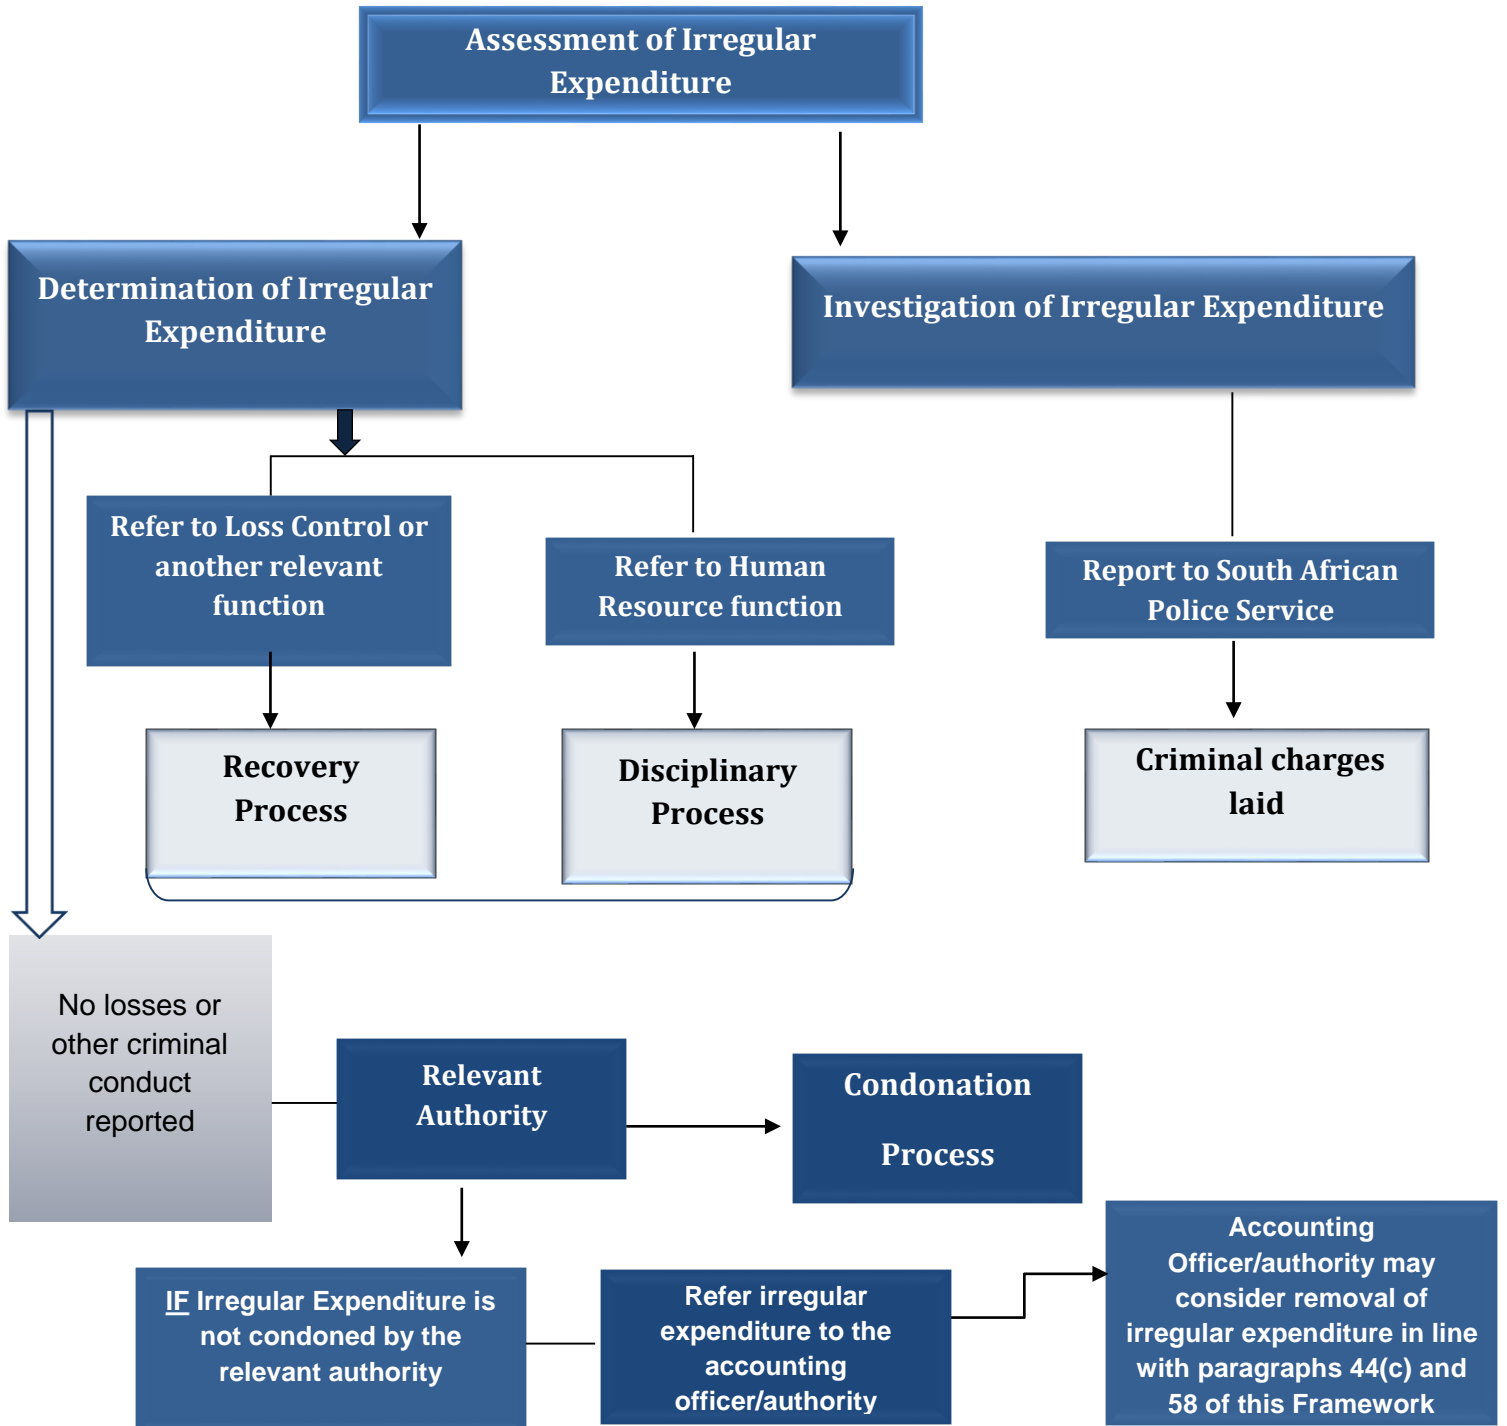 Assessment of Irregular
Expenditure
Determination of Irregular
Expenditure
Investigation of Irregular Expenditure
Refer to Loss Control or
another relevant
function
Refer to Human
Resource function
Report to South African
Police Service
Recovery
Process
Disciplinary
Process
Criminal charges
laid
No losses or
other criminal
conduct
reported
Relevant
Authority
Condonation
Process
IF Irregular Expenditure is
not condoned by the
relevant authority
Refer irregular
expenditure to the
accounting
officer/authority
Accounting
Officer/authority may
consider removal of
irregular expenditure in line
with paragraphs 44(c) and
58 of this Framework